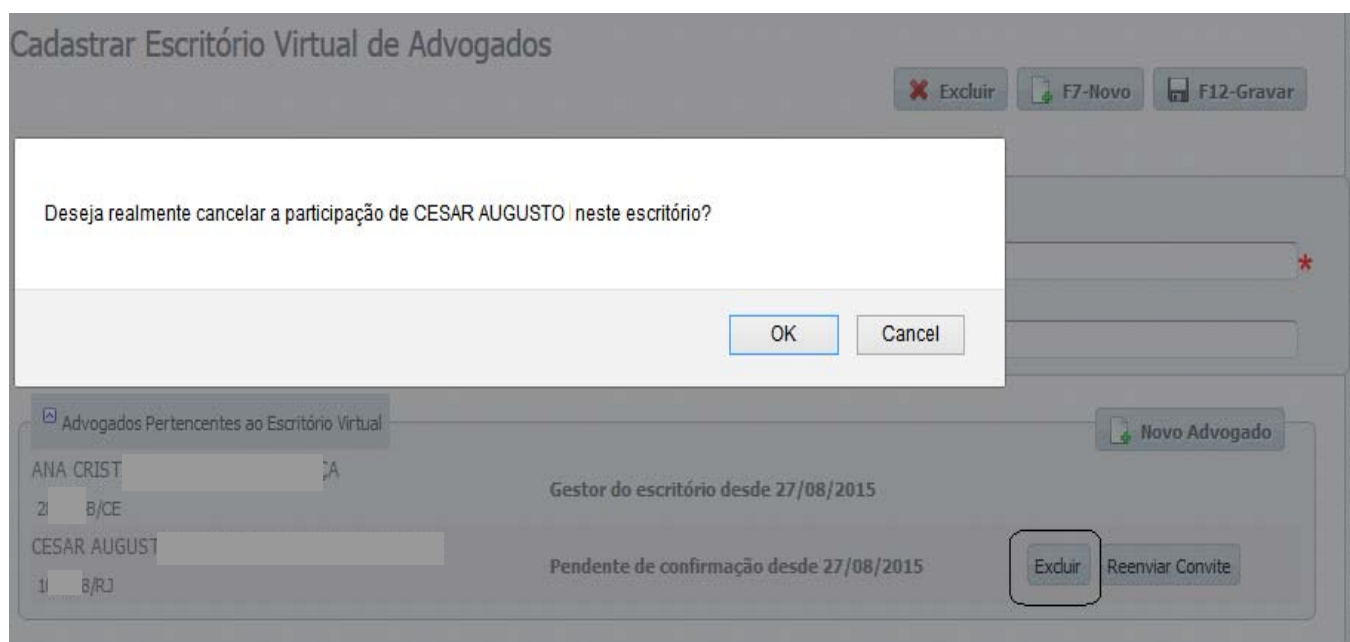 Cadastrar Escritório Virtual de Advogados
Excluir F7-Novo F12-Gravar
Deseja realmente cancelar a participação de CESAR AUGUSTO neste escritório?
*
OK Cancel
Advogados Pertencentes ao Escritório Virtual
Novo Advogado
ANA CRIST
Gestor do escritório desde 27/08/2015
B/CE
CESAR AUGUST
Pendente de confirmação desde 27/08/2015
Excluir Reenviar Convite
B/RJ